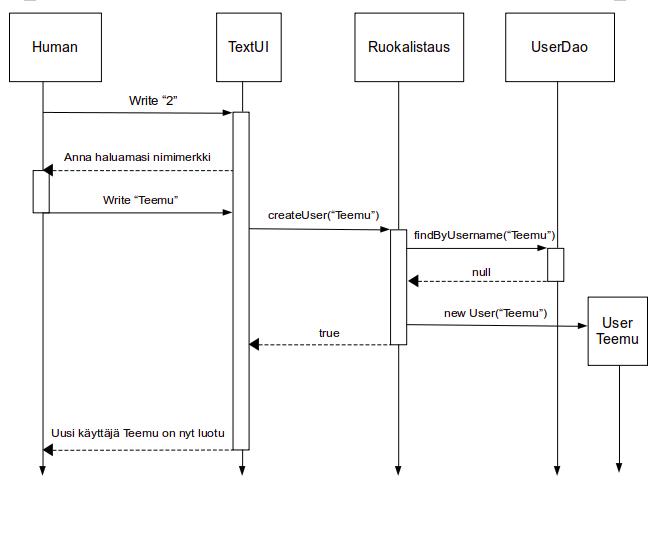 Human
TextUI
Ruokalistaus
UserDao
Write “2”
Anna haluamasi nimimerkki
Write “Teemu”
createUser(“Teemu”)
findByUsername(“Teemu”)
null
new User(“Teemu”)
User
Teemu
true
Uusi käyttäjä Teemu on nyt luotu